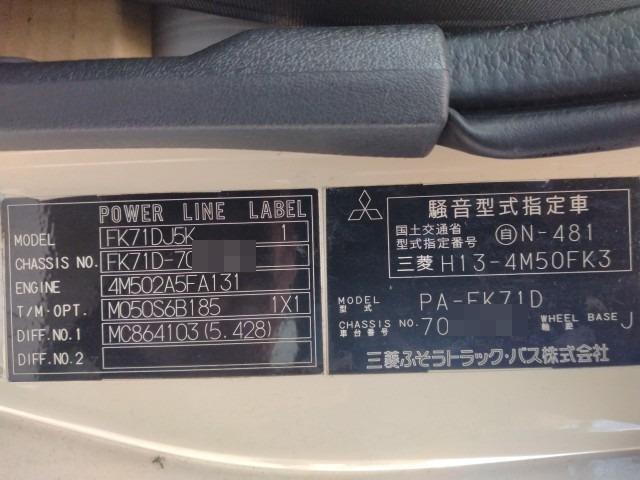 POWER LINE LABEL
MODEL FK71DJ5K 1
CHASSIS NO. FK71D-70
ENGINE 4M502A5FA131
T/M・OPT. M050S6B185 1X1
DIFF.NO.1 MC864103(5.428)
DIFF.NO.2
騒音型式指定車
国土交通省
型式指定番号 自N-481
三菱 H13-4M50FK3
MODEL
型式 PA-FK71D
CHASSIS NO. 70 WHEEL BASE J
車台番号 軸距
三菱ふそうトラック・バス株式会社